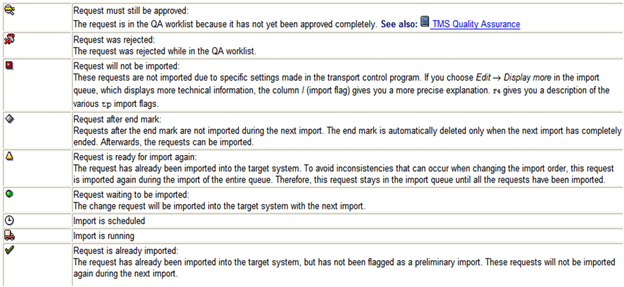 Request must still be approved:
The request is in the QA worklist because it has not yet been approved completely. See also: TMS Quality Assurance
Request was rejected:
The request was rejected while in the QA worklist.
Request will not be imported:
These requests are not imported due to specific settings made in the transport control program. If you choose Edit → Display more in the import
queue, which displays more technical information, the column I (import flag) gives you a more precise explanation. F4 gives you a description of the
various tp import flags.
Request after end mark:
Requests after the end mark are not imported during the next import. The end mark is automatically deleted only when the next import has completely
ended. Afterwards, the requests can be imported.
Request is ready for import again:
The request has already been imported into the target system. To avoid inconsistencies that can occur when changing the import order, this request
is imported again during the import of the entire queue. Therefore, this request stays in the import queue until all the requests have been imported.
Request waiting to be imported:
The change request will be imported into the target system with the next import.
Import is scheduled
Import is running
Request is already imported:
The request has already been imported into the target system, but has not been flagged as a preliminary import. These requests will not be imported
again during the next import.